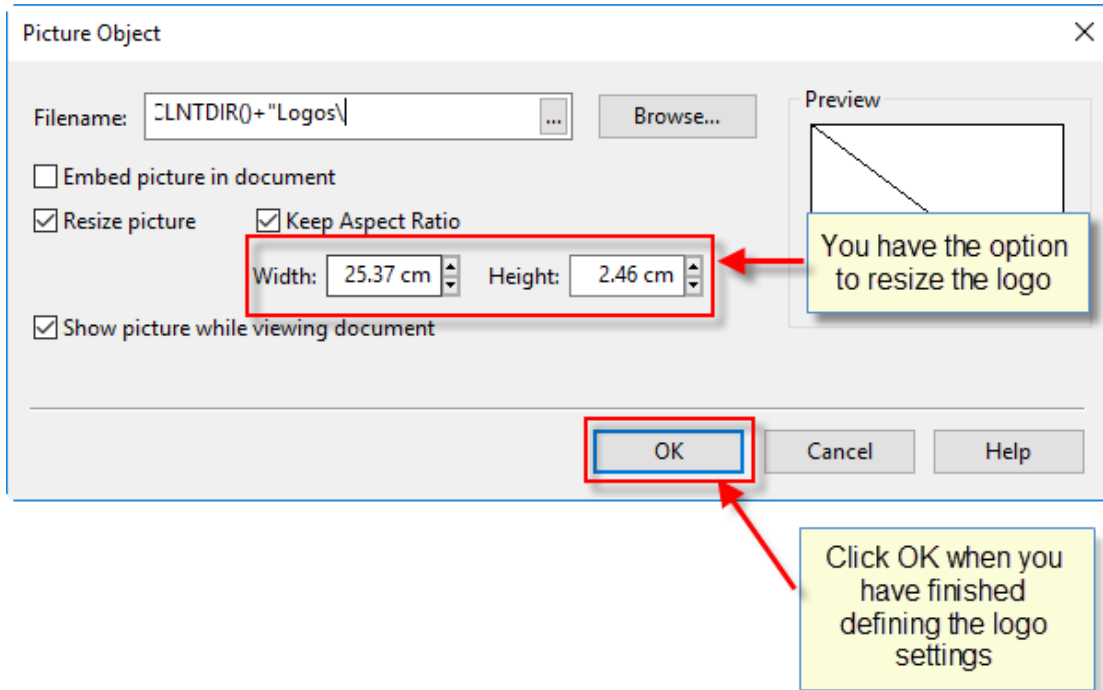 Picture Object
Filename: CLNTDIR()+"Logos\ ... Browse...
Preview
Embed picture in document
Resize picture Keep Aspect Ratio
Width: 25.37 cm Height: 2.46 cm
You have the option
to resize the logo
Show picture while viewing document
OK Cancel Help
Click OK when you
have finished
defining the logo
settings